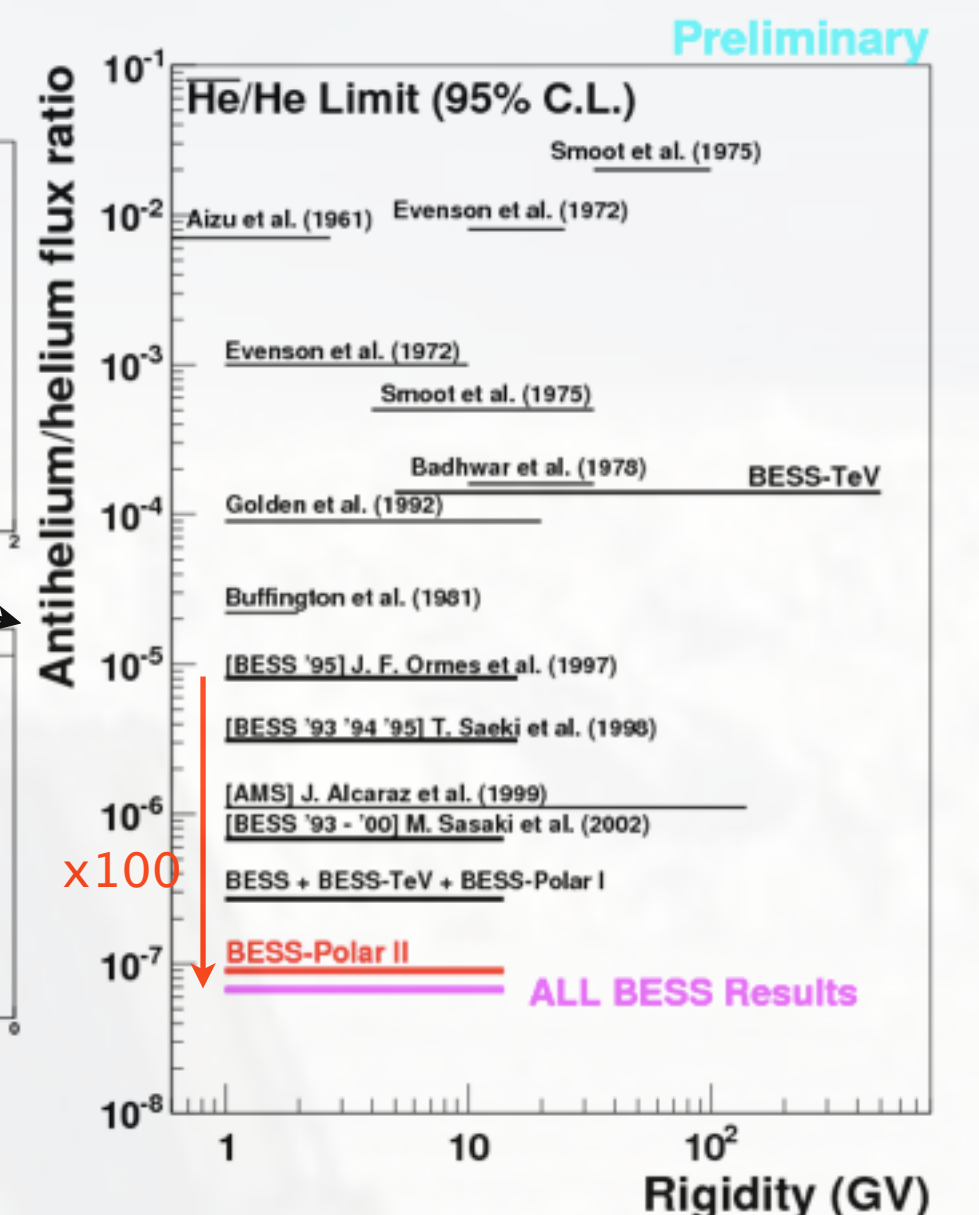 Preliminary
Antihelium/helium flux ratio
10⁻¹
He/He Limit (95% C.L.)
Smoot et al. (1975)
10⁻²
Aizu et al. (1961)
Evenson et al. (1972)
10⁻³
Evenson et al. (1972)
Smoot et al. (1975)
Badhwar et al. (1978)
BESS-TeV
10⁻⁴
Golden et al. (1992)
2
Buffington et al. (1981)
10⁻⁵
[BESS '95] J. F. Ormes et al. (1997)
[BESS '93 '94 '95] T. Saeki et al. (1998)
[AMS] J. Alcaraz et al. (1999)
10⁻⁶
[BESS '93 - '00] M. Sasaki et al. (2002)
x100
BESS + BESS-TeV + BESS-Polar I
BESS-Polar II
10⁻⁷
ALL BESS Results
0
10⁻⁸
1 10 10²
Rigidity (GV)